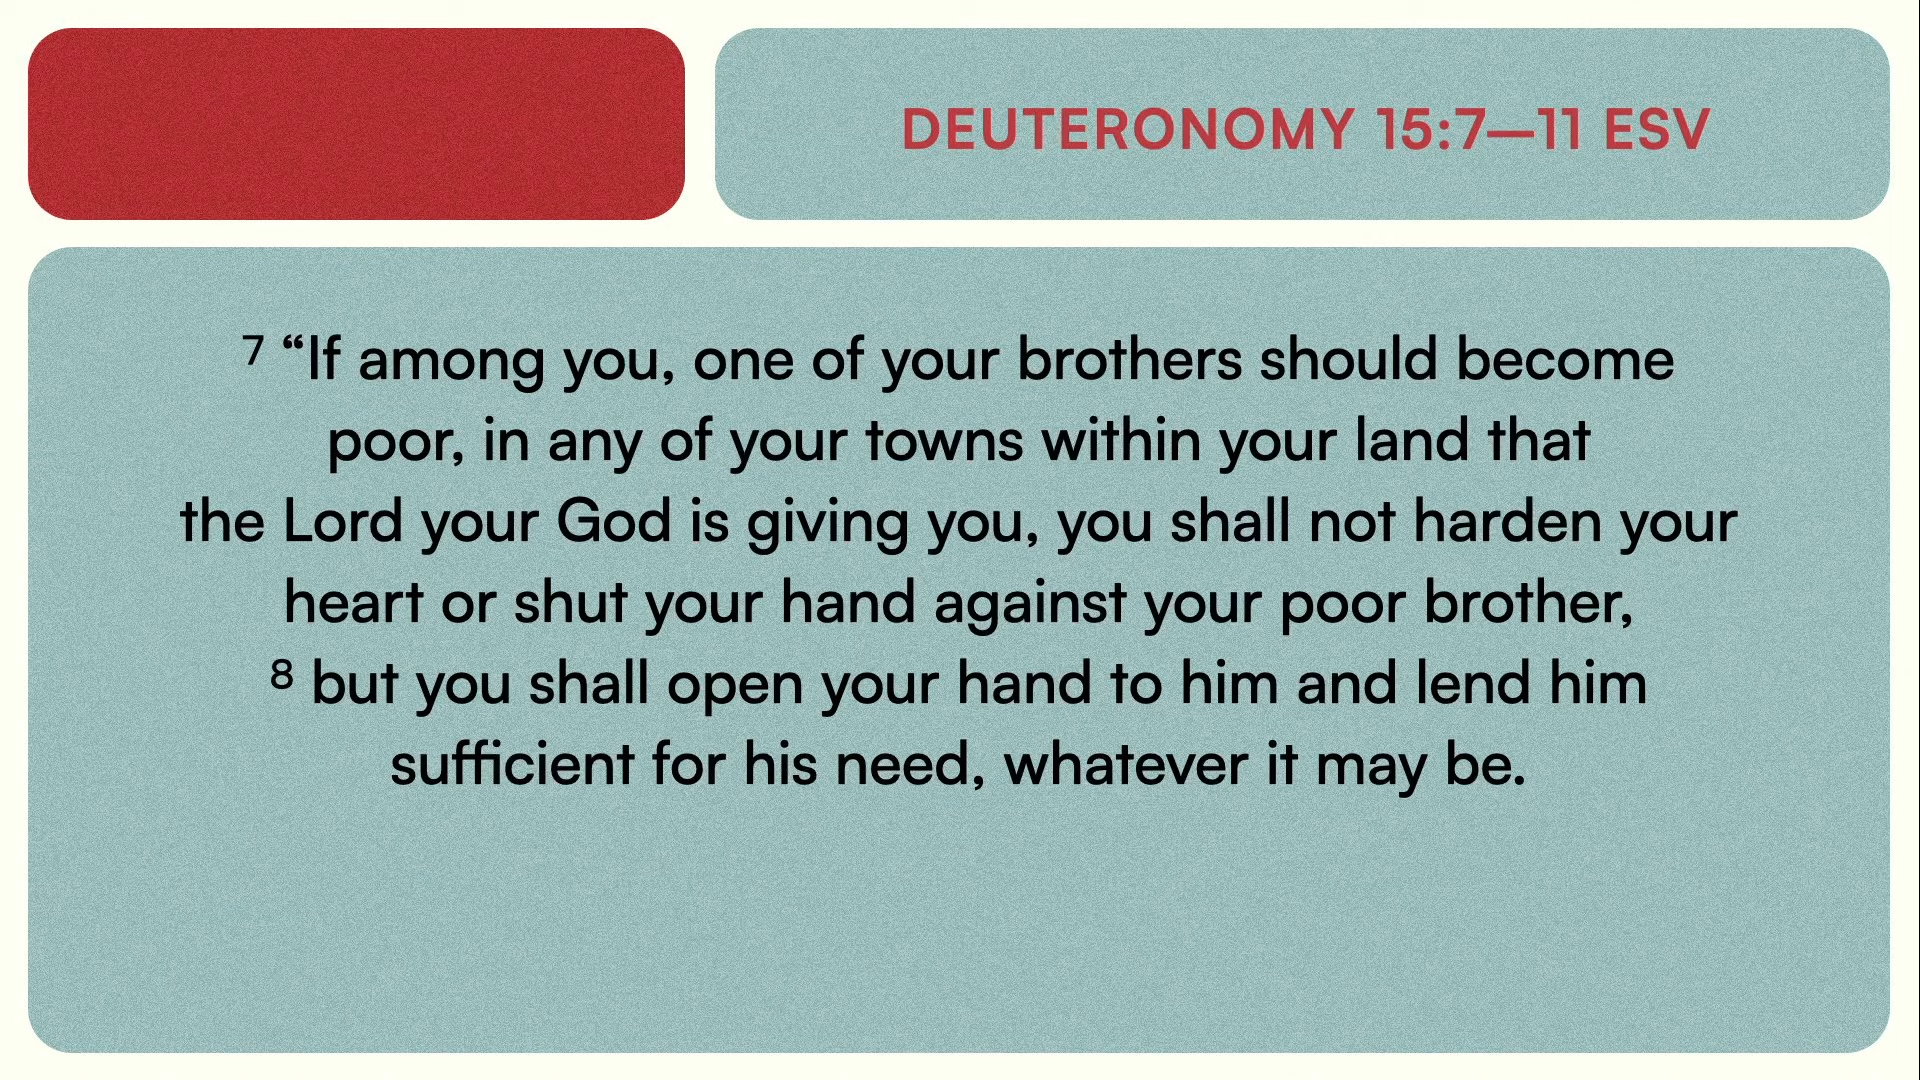 DEUTERONOMY 15:7—11 ESV
⁷ “If among you, one of your brothers should become
poor, in any of your towns within your land that
the Lord your God is giving you, you shall not harden your
heart or shut your hand against your poor brother,
⁸ but you shall open your hand to him and lend him
sufficient for his need, whatever it may be.